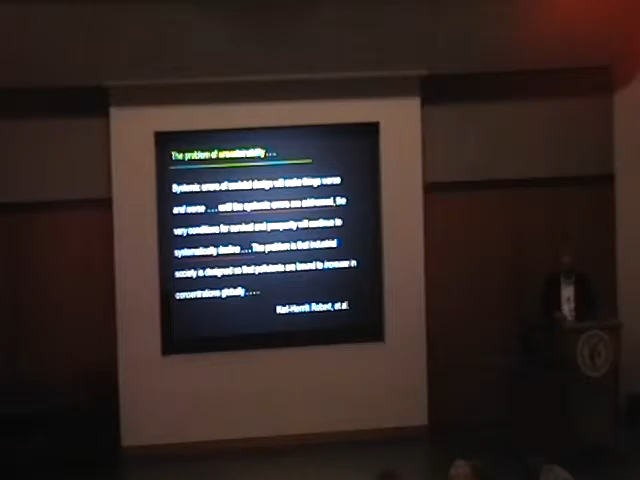 The problem of unsustainability . . .
Systemic errors of societal design will make things worse
and worse . . . until the systemic errors are addressed, the
very conditions for survival and prosperity will continue to
systematically decline . . . The problem is that industrial
society is designed so that pollutants are bound to increase in
concentrations globally . . . .
Karl-Henrik Robert, et al.